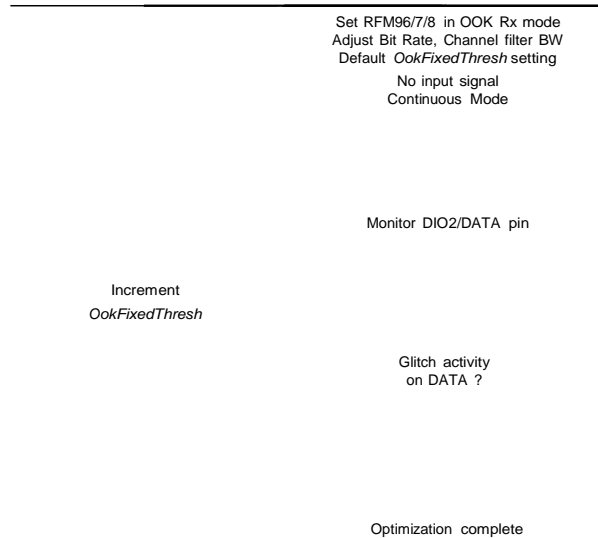 Set RFM96/7/8 in OOK Rx mode
Adjust Bit Rate, Channel filter BW
Default OokFixedThresh setting
No input signal
Continuous Mode
Monitor DIO2/DATA pin
Increment
OokFixedThresh
Glitch activity
on DATA ?
Optimization complete